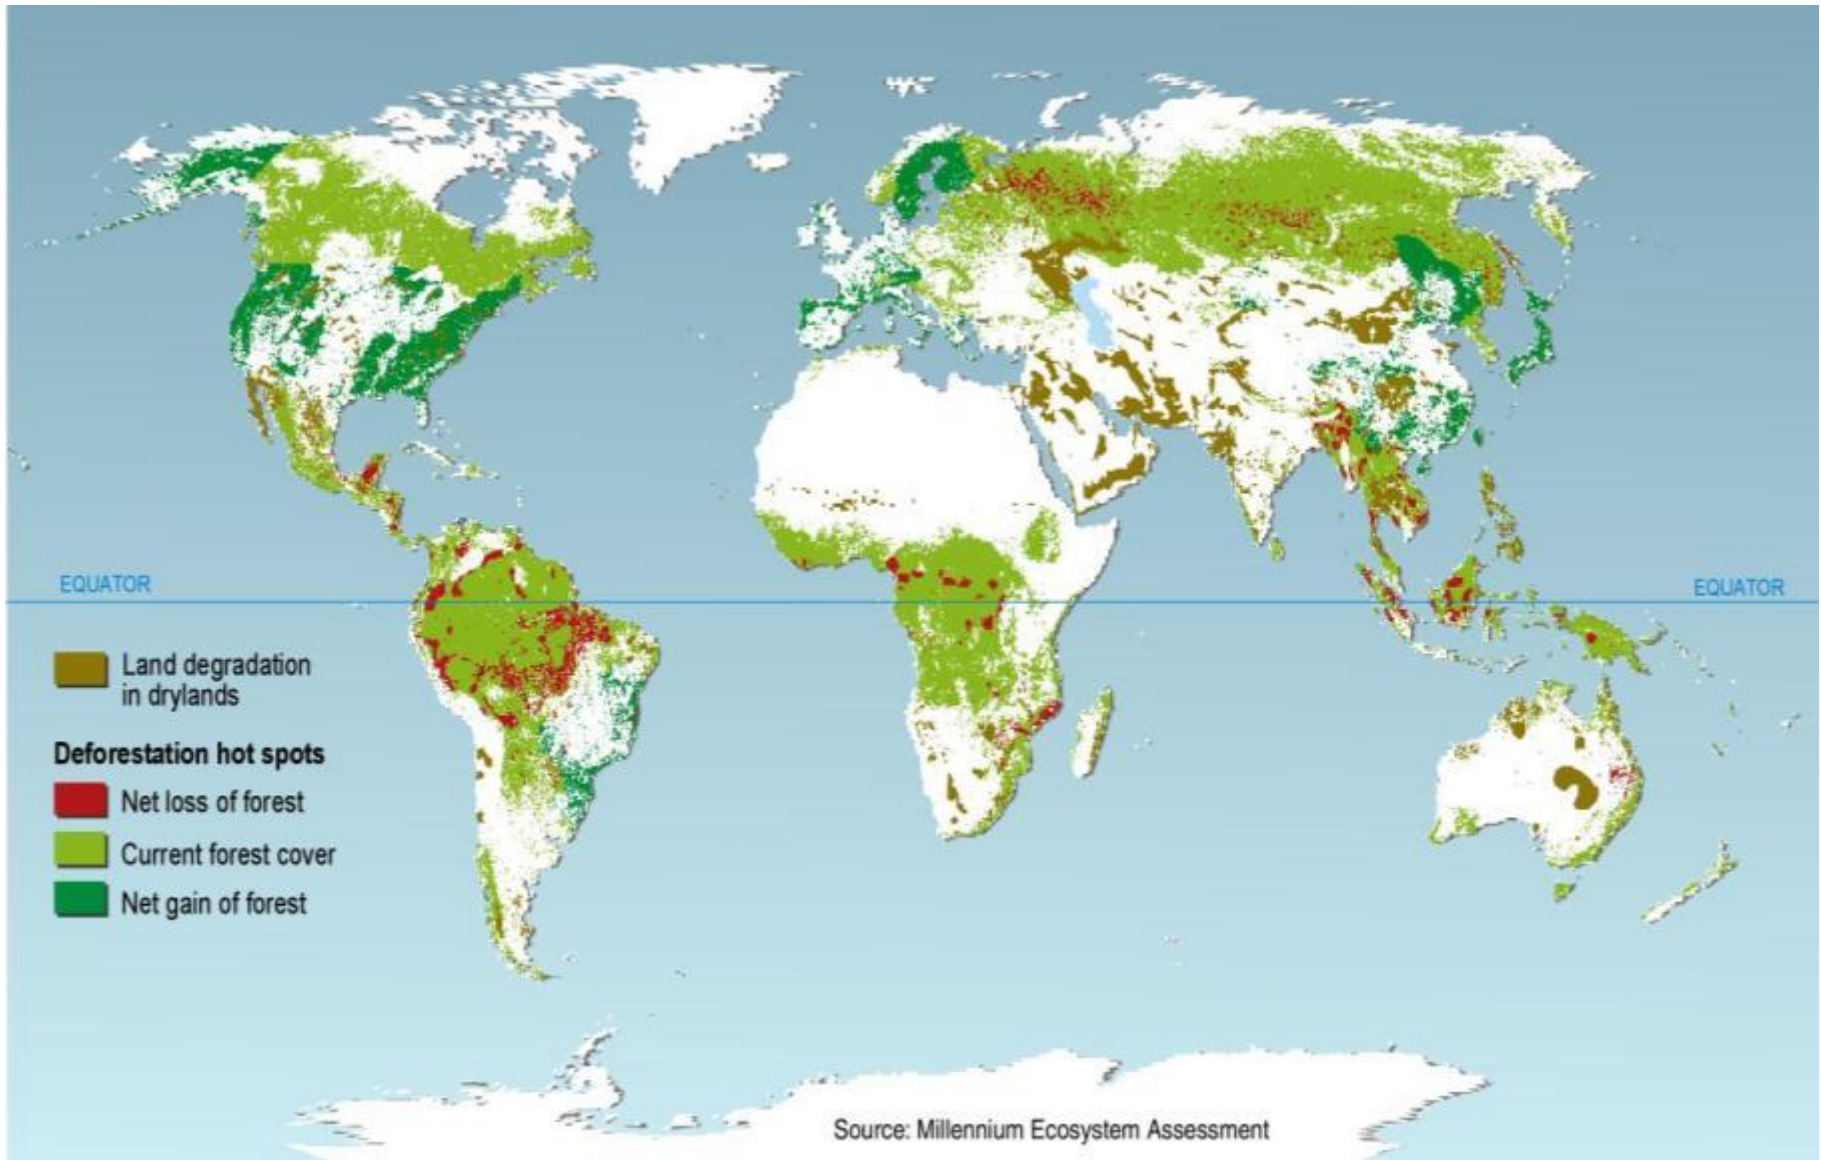 EQUATOR
EQUATOR
Land degradation
in drylands
Deforestation hot spots
Net loss of forest
Current forest cover
Net gain of forest
Source: Millennium Ecosystem Assessment